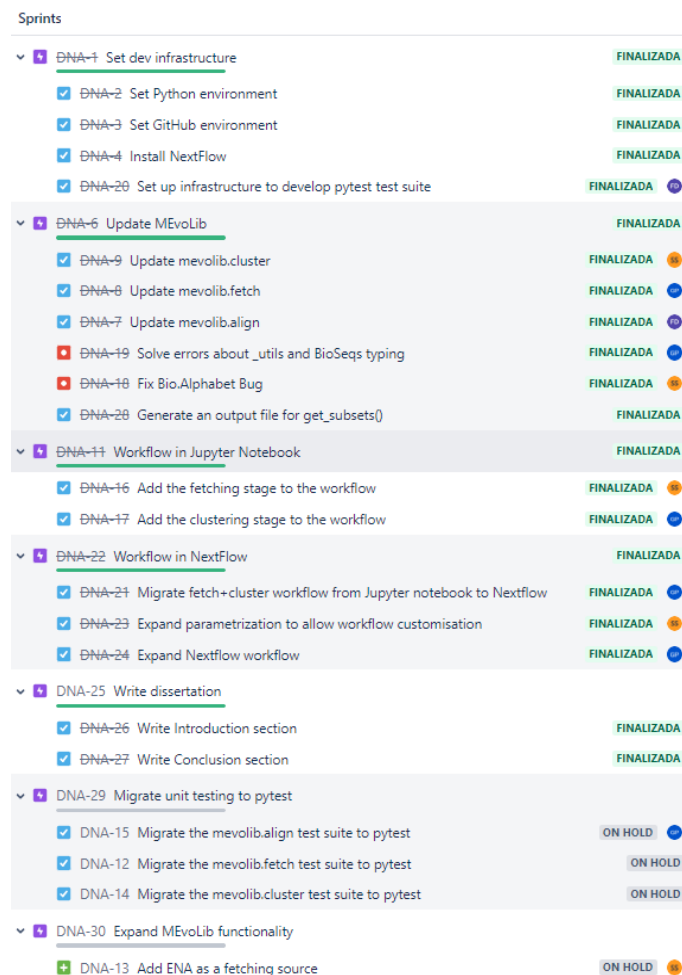 Sprints
DNA-1 Set dev infrastructure FINALIZADA
DNA-2 Set Python environment FINALIZADA
DNA-3 Set GitHub environment FINALIZADA
DNA-4 Install NextFlow FINALIZADA
DNA-20 Set up infrastructure to develop pytest test suite FINALIZADA FD
DNA-6 Update MEvoLib FINALIZADA
DNA-9 Update mevolib.cluster FINALIZADA SS
DNA-8 Update mevolib.fetch FINALIZADA GP
DNA-7 Update mevolib.align FINALIZADA FD
DNA-19 Solve errors about _utils and BioSeqs typing FINALIZADA GP
DNA-18 Fix Bio.Alphabet Bug FINALIZADA SS
DNA-28 Generate an output file for get_subsets() FINALIZADA
DNA-11 Workflow in Jupyter Notebook FINALIZADA
DNA-16 Add the fetching stage to the workflow FINALIZADA SS
DNA-17 Add the clustering stage to the workflow FINALIZADA GP
DNA-22 Workflow in NextFlow FINALIZADA
DNA-21 Migrate fetch+cluster workflow from Jupyter notebook to Nextflow FINALIZADA GP
DNA-23 Expand parametrization to allow workflow customisation FINALIZADA SS
DNA-24 Expand Nextflow workflow FINALIZADA GP
DNA-25 Write dissertation
DNA-26 Write Introduction section FINALIZADA
DNA-27 Write Conclusion section FINALIZADA
DNA-29 Migrate unit testing to pytest
DNA-15 Migrate the mevolib.align test suite to pytest ON HOLD GP
DNA-12 Migrate the mevolib.fetch test suite to pytest ON HOLD
DNA-14 Migrate the mevolib.cluster test suite to pytest ON HOLD
DNA-30 Expand MEvoLib functionality
DNA-13 Add ENA as a fetching source ON HOLD SS